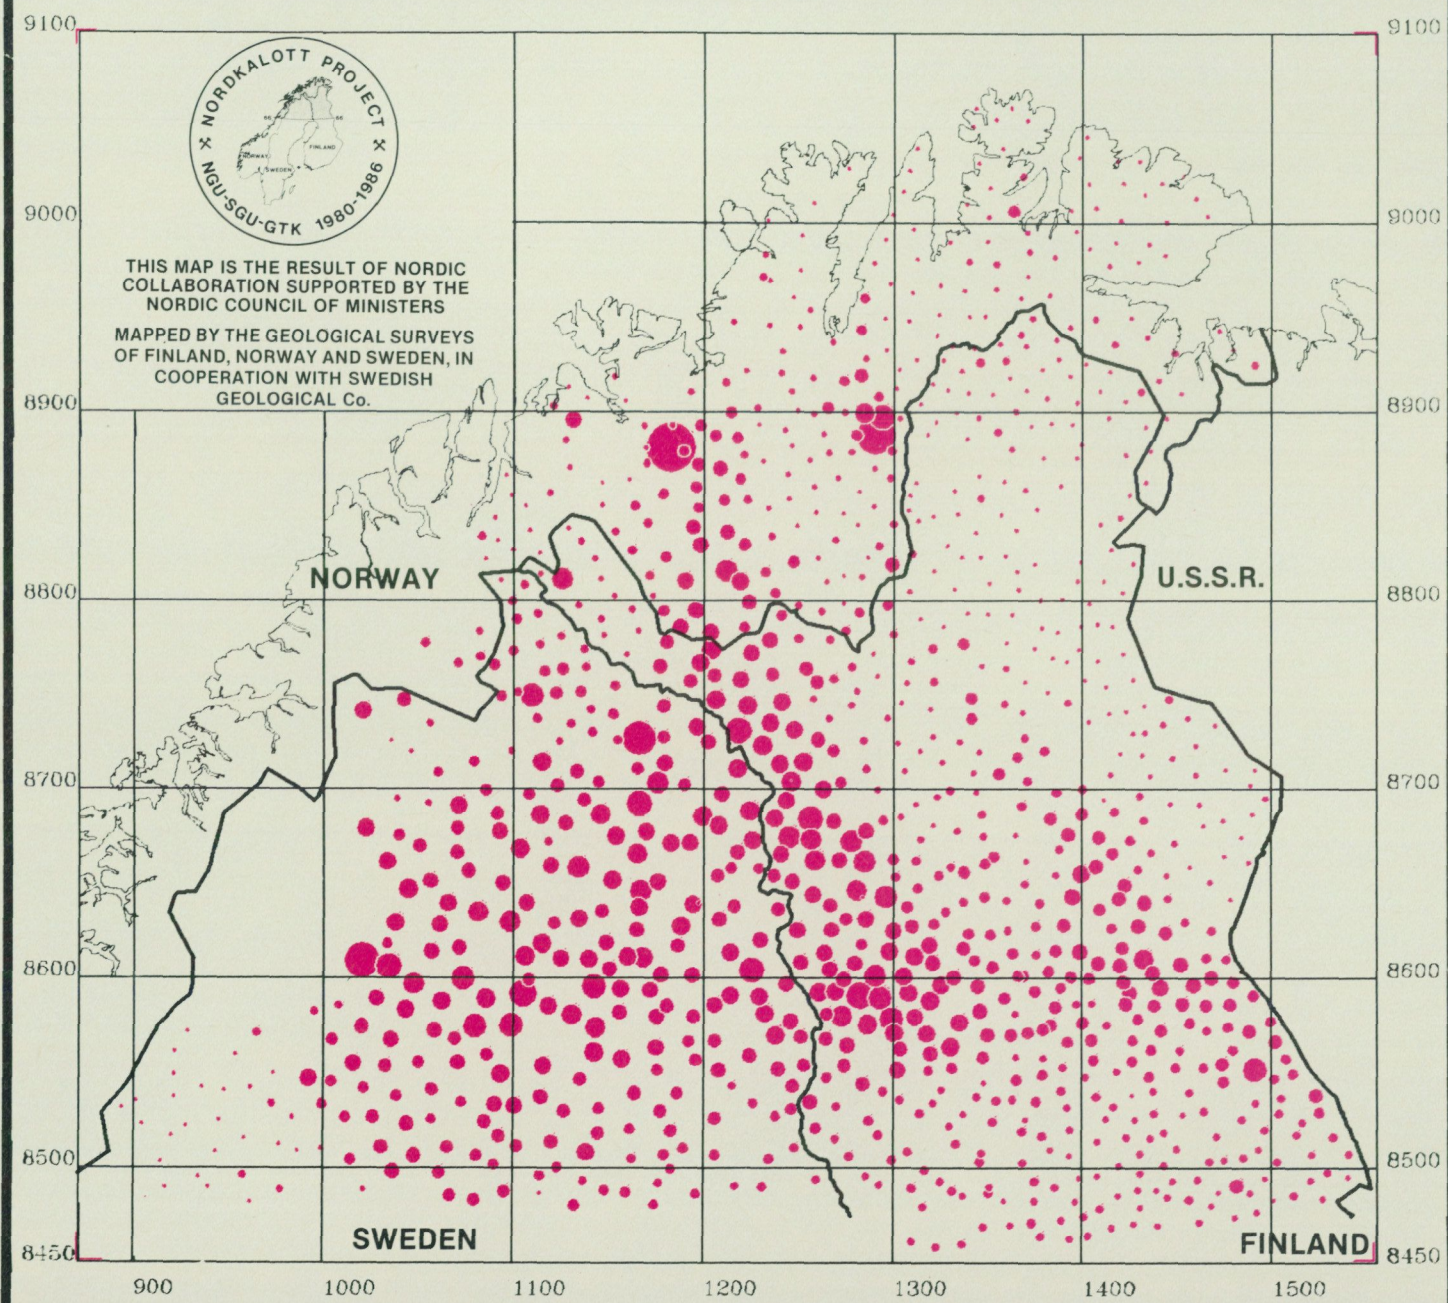 9100
9100
NORDKALOTT PROJECT
NGU-SGU-GTK 1980-1986
66
66
NORWAY
SWEDEN
FINLAND
9000
9000
THIS MAP IS THE RESULT OF NORDIC
COLLABORATION SUPPORTED BY THE
NORDIC COUNCIL OF MINISTERS
MAPPED BY THE GEOLOGICAL SURVEYS
OF FINLAND, NORWAY AND SWEDEN, IN
COOPERATION WITH SWEDISH
GEOLOGICAL Co.
8900
8900
NORWAY
U.S.S.R.
8800
8800
8700
8700
8600
8600
8500
8500
SWEDEN
FINLAND
8450
8450
900
1000
1100
1200
1300
1400
1500